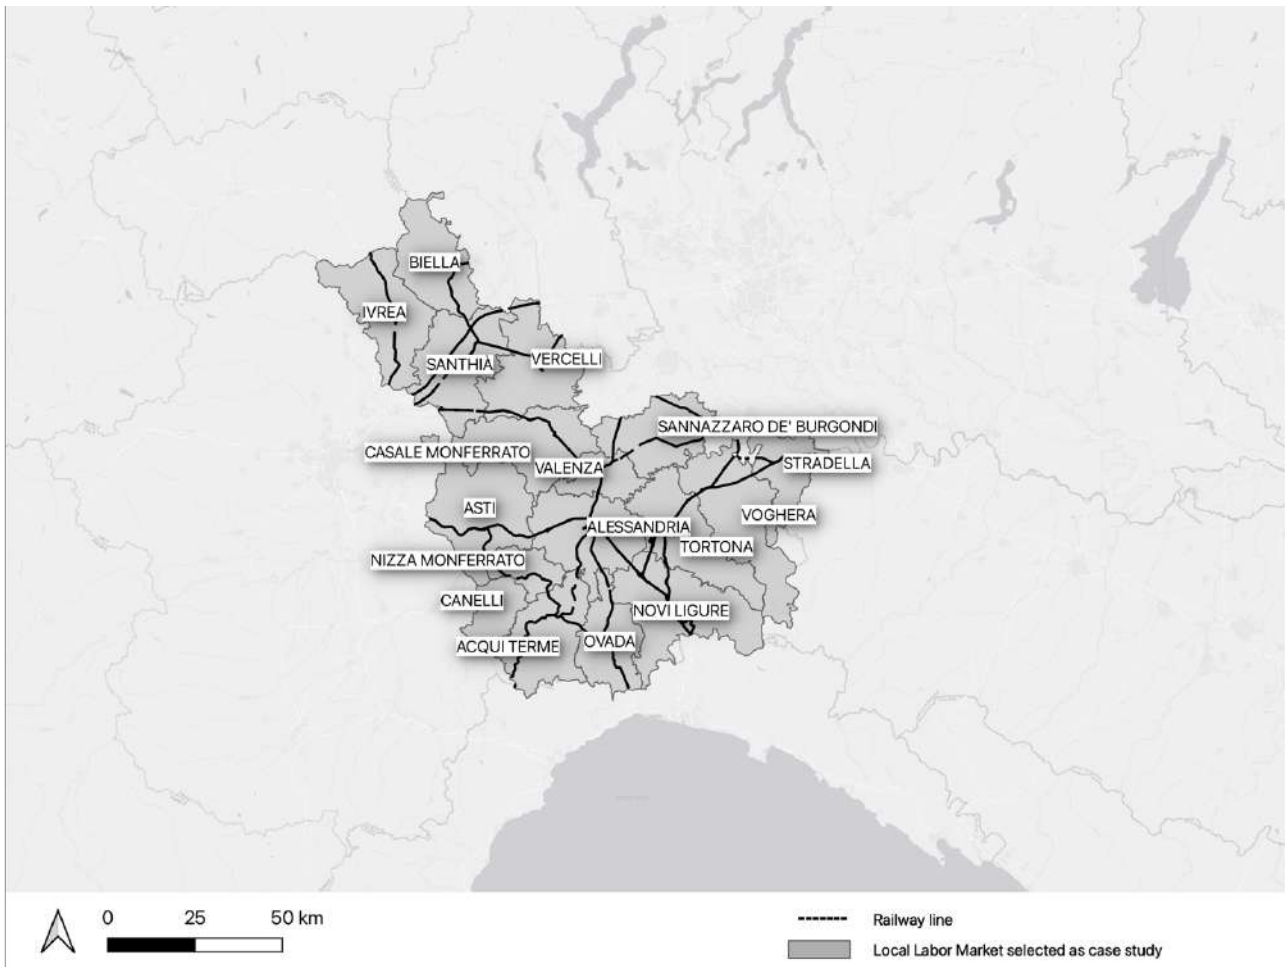 BIELLA
IVREA
SANTHIÀ
VERCELLI
SANNAZZARO DE' BURGONDI
CASALE MONFERRATO
VALENZA
STRADELLA
ASTI
VOGHERA
ALESSANDRIA
TORTONA
NIZZA MONFERRATO
CANELLI
NOVI LIGURE
ACQUI TERME
OVADA
0 25 50 km
Railway line
Local Labor Market selected as case study